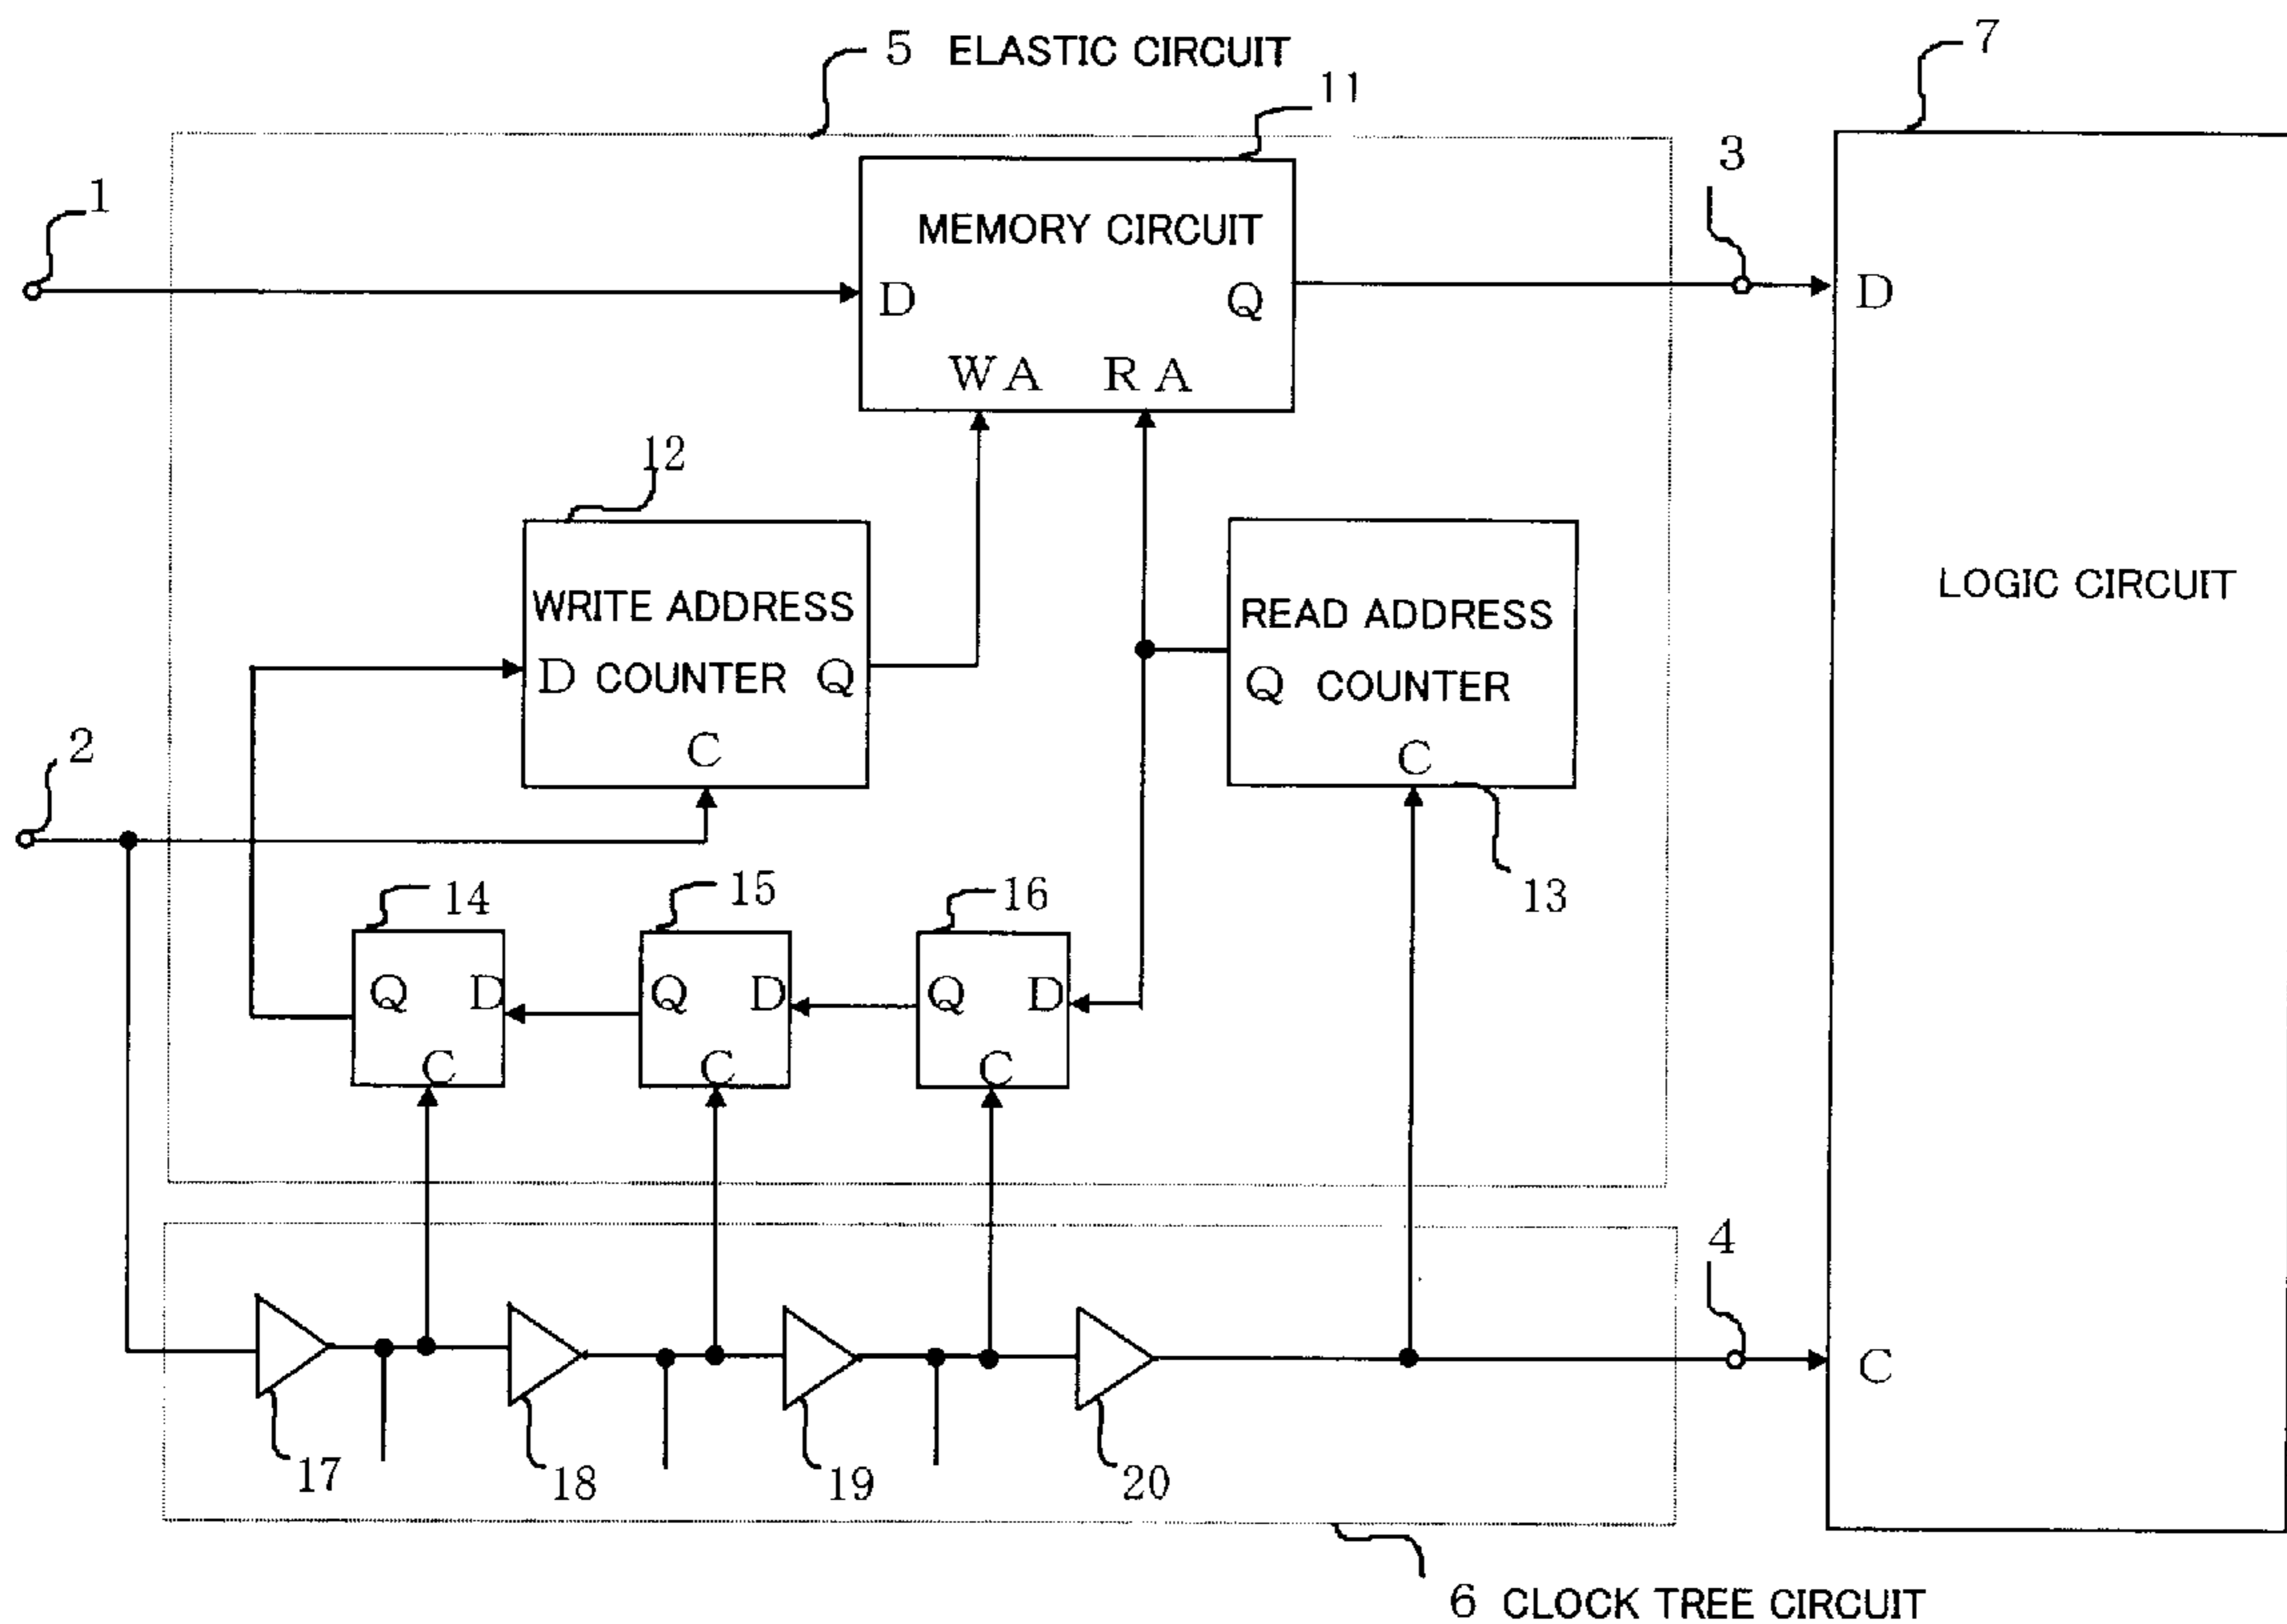 5 ELASTIC CIRCUIT
7
11
3
1
MEMORY CIRCUIT
D
Q
D
WA RA
12
WRITE ADDRESS
READ ADDRESS
LOGIC CIRCUIT
D COUNTER Q
Q COUNTER
2
C
C
14
15
16
13
Q D
Q D
Q D
C
C
C
4
C
17
18
19
20
6 CLOCK TREE CIRCUIT